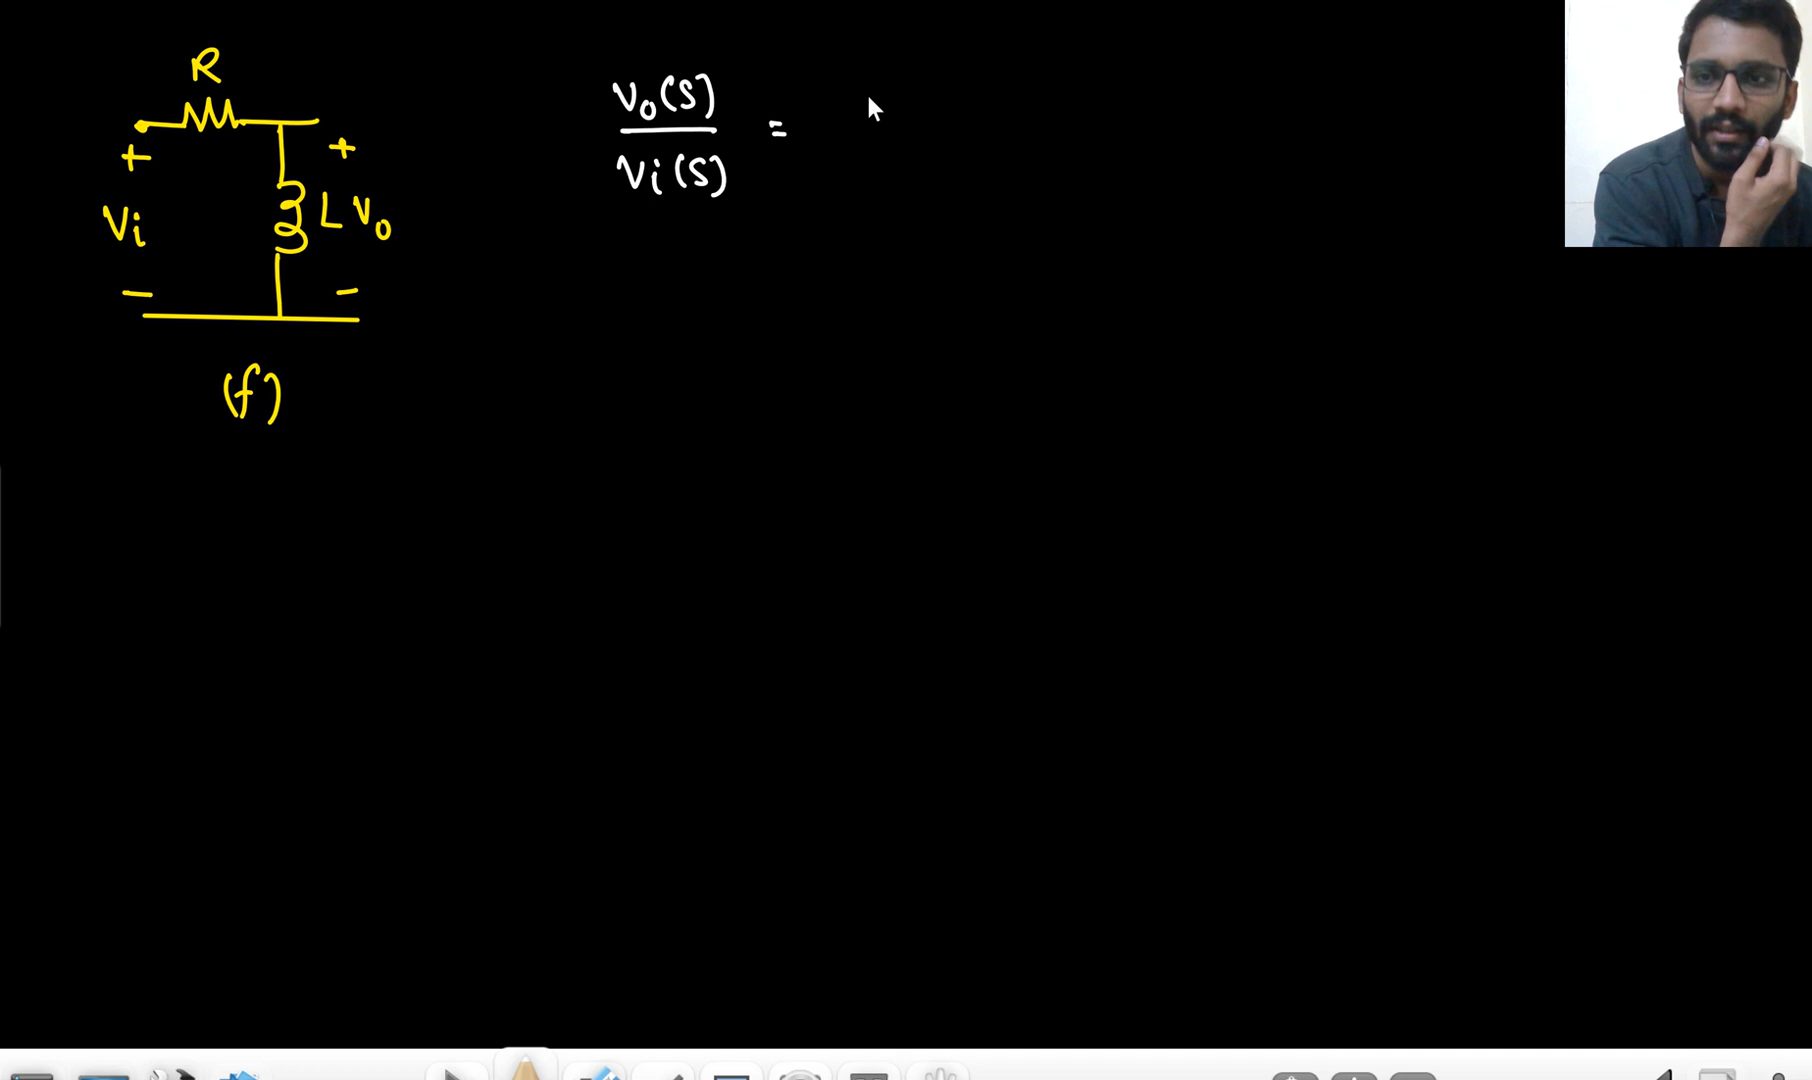 R
+
+
Vi
L
Vo
-
-
(f)
Vo(S)
Vi(S)
=